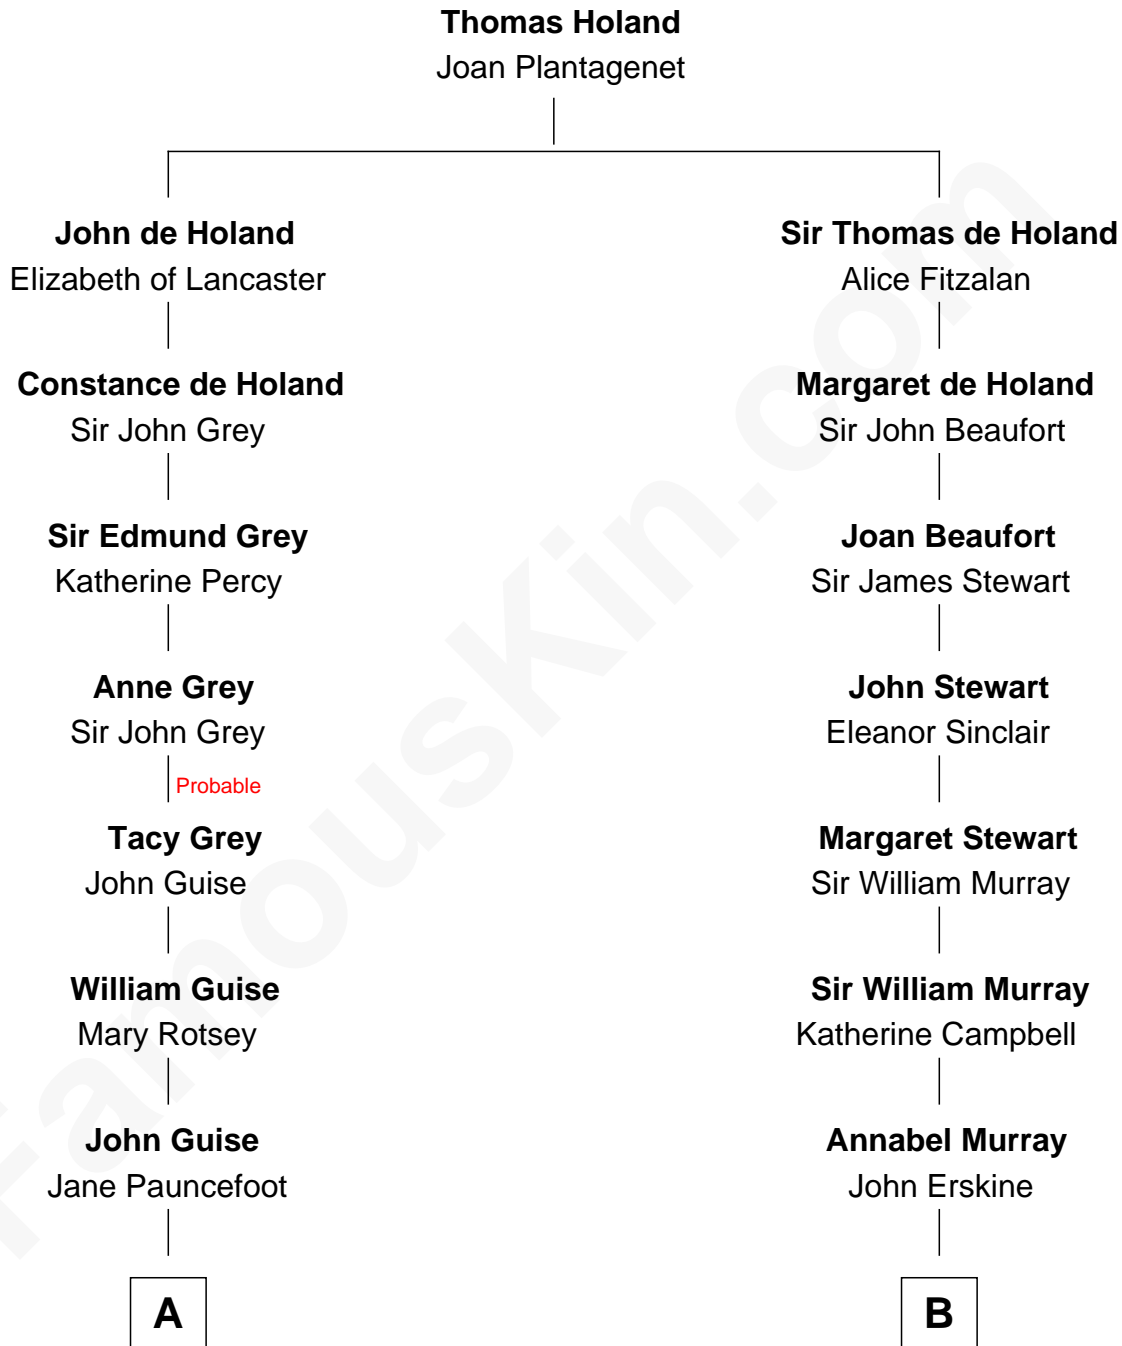 Thomas Holand
Joan Plantagenet
John de Holand
Elizabeth of Lancaster
Sir Thomas de Holand
Alice Fitzalan
Constance de Holand
Sir John Grey
Margaret de Holand
Sir John Beaufort
Sir Edmund Grey
Katherine Percy
Joan Beaufort
Sir James Stewart
Anne Grey
Sir John Grey
John Stewart
Eleanor Sinclair
Probable
Tacy Grey
John Guise
Margaret Stewart
Sir William Murray
William Guise
Mary Rotsey
Sir William Murray
Katherine Campbell
John Guise
Jane Pauncefoot
Annabel Murray
John Erskine
A
B
FamousKin.com